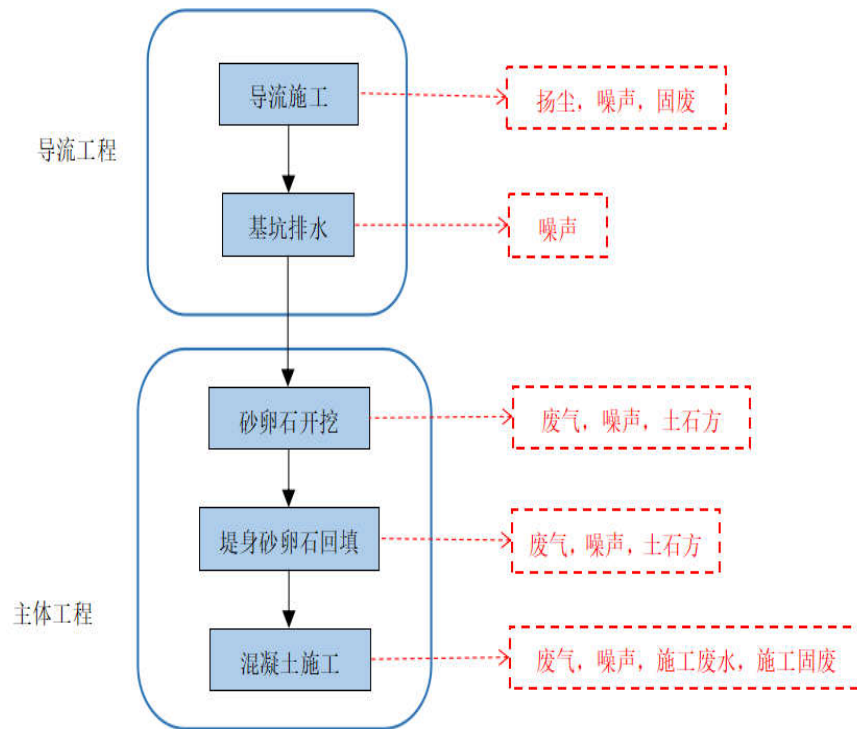 导流施工
扬尘，噪声，固废
导流工程
基坑排水
噪声
砂卵石开挖
废气，噪声，土石方
堤身砂卵石回填
废气，噪声，土石方
主体工程
混凝土施工
废气，噪声，施工废水，施工固废